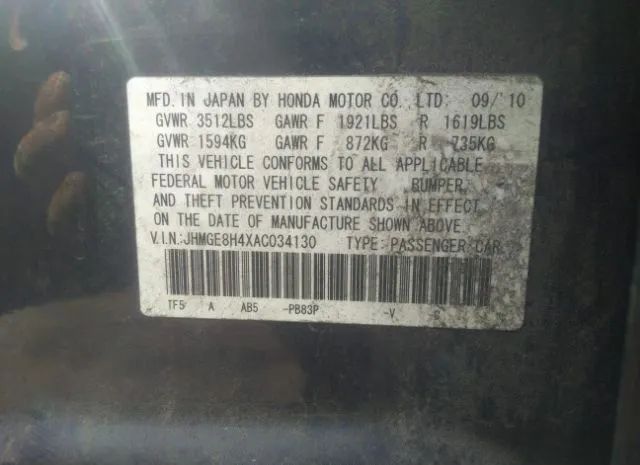 MFD. IN JAPAN BY HONDA MOTOR CO., LTD. 09/'10
GVWR 3512LBS GAWR F 1921LBS R 1619LBS
GVWR 1594KG GAWR F 872KG R 735KG
THIS VEHICLE CONFORMS TO ALL APPLICABLE
FEDERAL MOTOR VEHICLE SAFETY BUMPER,
AND THEFT PREVENTION STANDARDS IN EFFECT
ON THE DATE OF MANUFACTURE SHOWN ABOVE.
V.I.N.:JHMGE8H4XAC034130 TYPE: PASSENGER CAR
TF5 A AB5 -PB83P -V